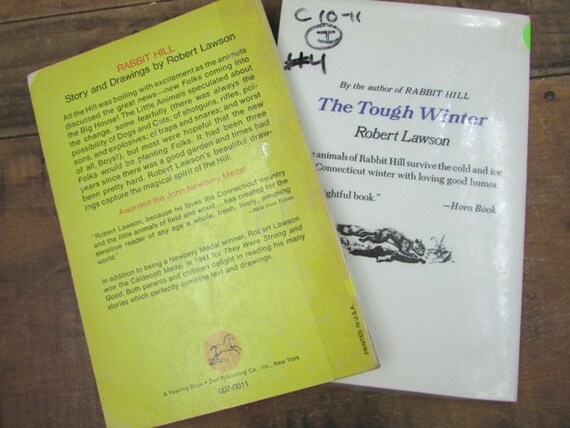 RABBIT HILL
Story and Drawings by Robert Lawson
All the Hill was boiling with excitement as the animals
discussed the great news—new Folks coming into
the Big House! The Little Animals speculated about
the change, some fearfully (there was always the
possibility of Dogs and Cats; of shotguns, rifles, poi-
sons, and explosives; of traps and snares; and worst
of all, Boys!), but most were hopeful that the new
Folks would be planting Folks. It had been three
years since there was a good garden and times had
been pretty hard. Robert Lawson's beautiful draw-
ings capture the magical spirit of the Hill.
Awarded the John Newbery Medal
"Robert Lawson, because he loves the Connecticut country
and the little animals of field and wood... has created for the
sensitive reader of any age a whole, fresh, lively, amusing
world."
—New York Times
In addition to being a Newbery Medal winner, Robert Lawson
won the Caldecott Medal in 1941 for They Were Strong and
Good. Both parents and children delight in reading his many
stories which perfectly combine text and drawings.
A Yearling Book • Dell Publishing Co., Inc., New York
007-0011
PRINTED IN U.S.A.
C 10-11
I
#4
By the author of RABBIT HILL
The Tough Winter
Robert Lawson
animals of Rabbit Hill survive the cold and ice
Connecticut winter with loving good humor.
ightful book."
—Horn Book